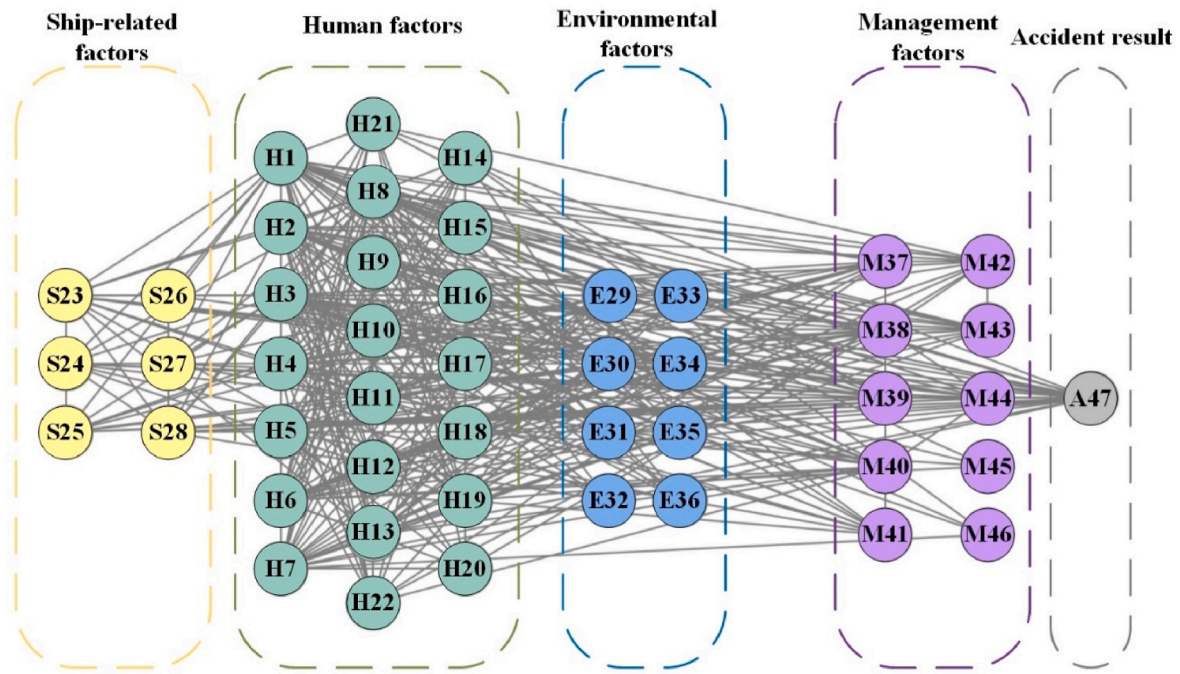 Ship-related
factors
Human factors
Environmental
factors
Management
factors
Accident result
S23
S24
S25
S26
S27
S28
H1
H2
H3
H4
H5
H6
H7
H21
H8
H9
H10
H11
H12
H13
H22
H14
H15
H16
H17
H18
H19
H20
E29
E30
E31
E32
E33
E34
E35
E36
M37
M38
M39
M40
M41
M42
M43
M44
M45
M46
A47